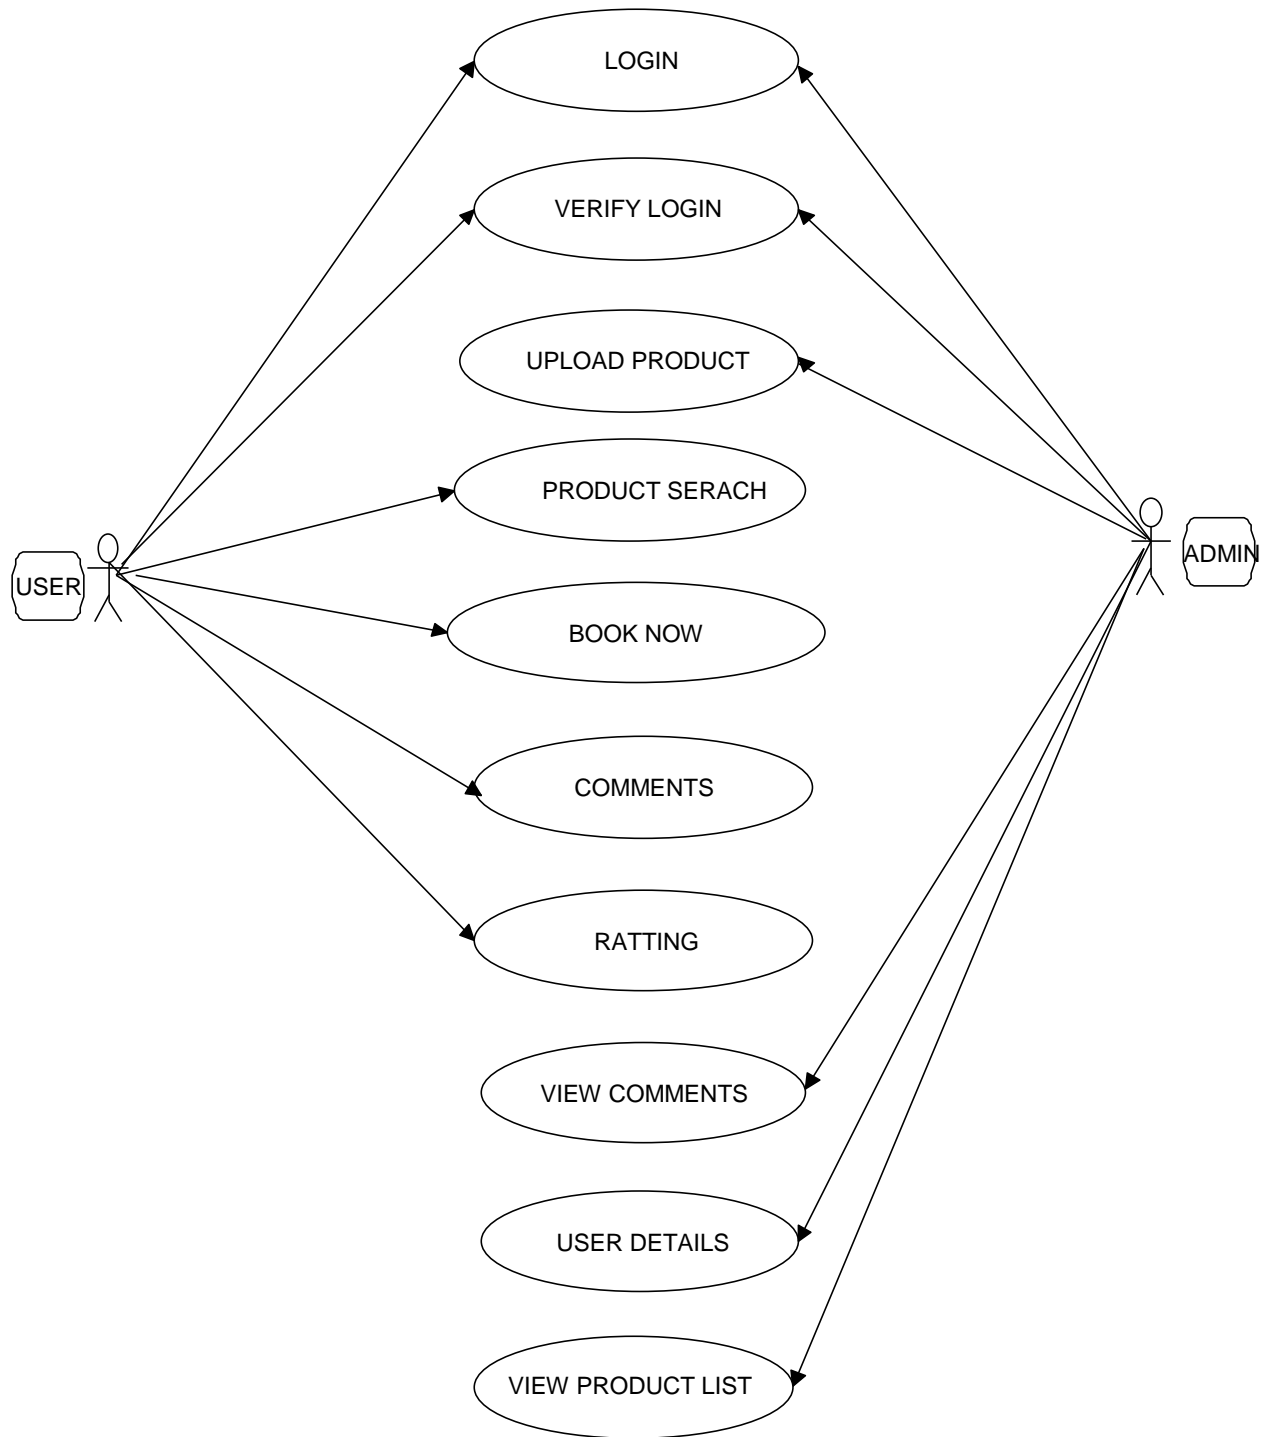 LOGIN
VERIFY LOGIN
UPLOAD PRODUCT
PRODUCT SERACH
USER
ADMIN
BOOK NOW
COMMENTS
RATTING
VIEW COMMENTS
USER DETAILS
VIEW PRODUCT LIST